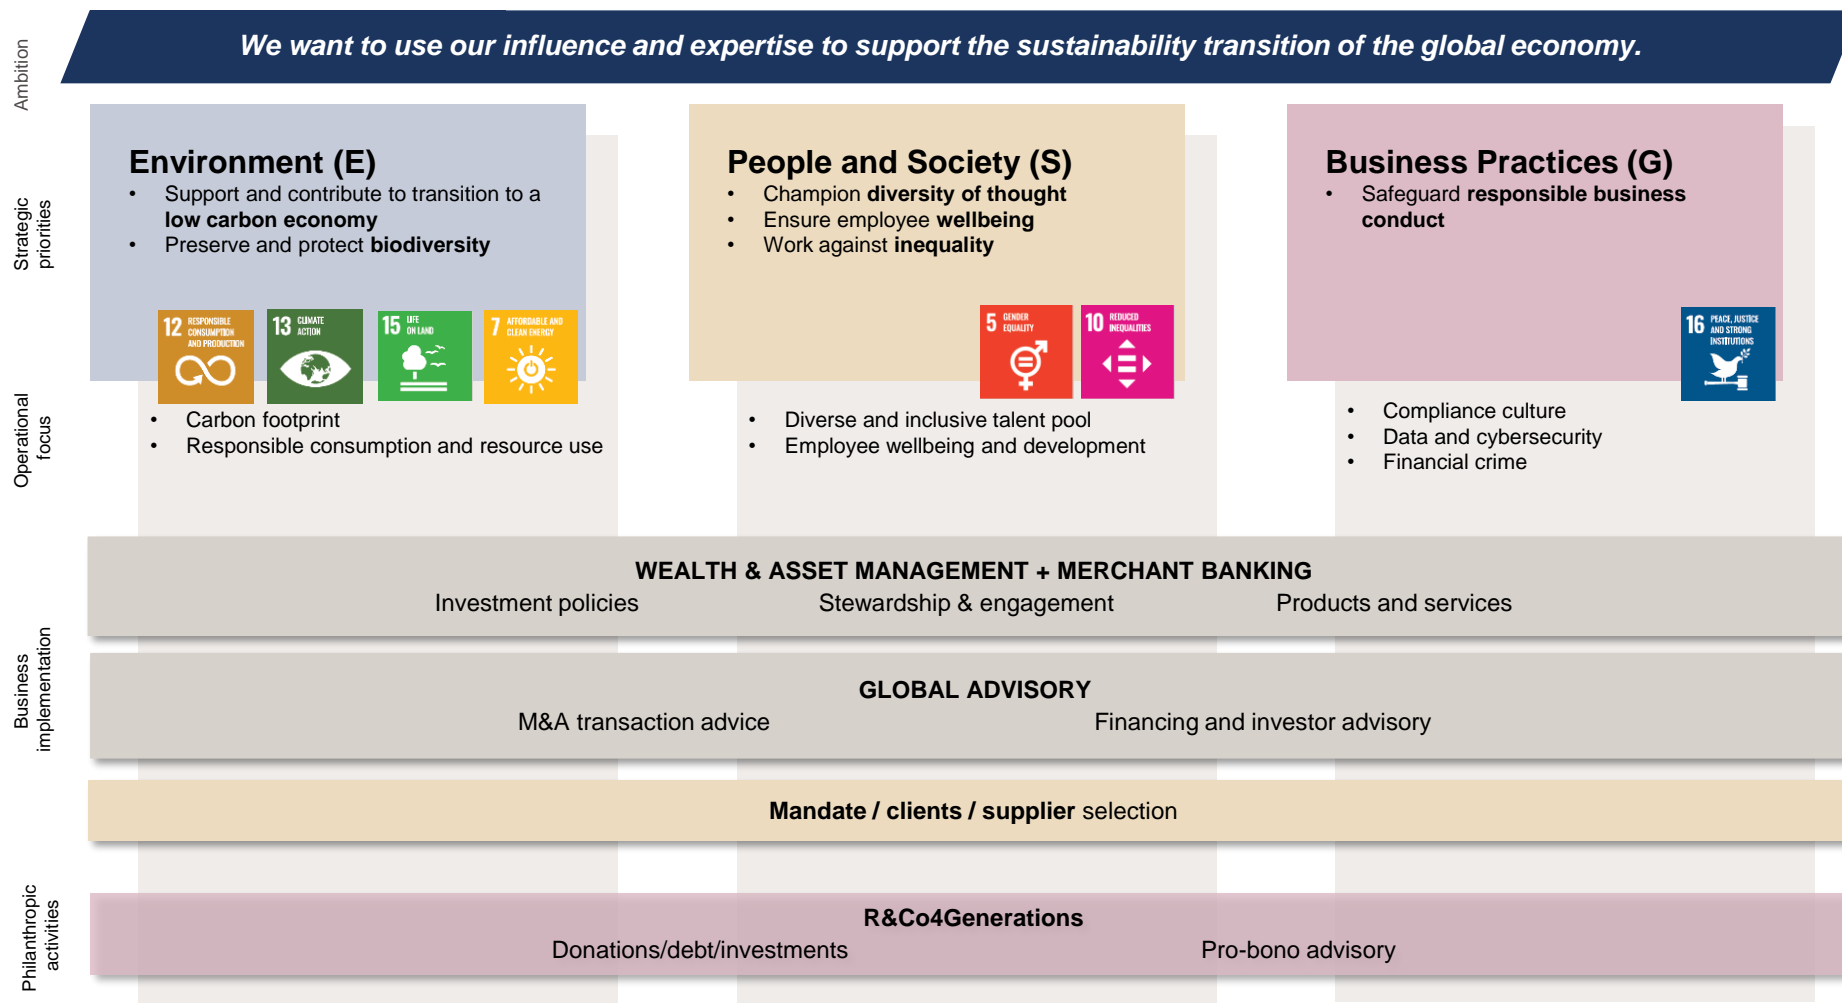 Ambition
We want to use our influence and expertise to support the sustainability transition of the global economy.
Strategic
priorities
Environment (E)
• Support and contribute to transition to a
low carbon economy
• Preserve and protect biodiversity
12 RESPONSIBLE
CONSUMPTION
AND PRODUCTION
13 CLIMATE
ACTION
15 LIFE
ON LAND
7 AFFORDABLE AND
CLEAN ENERGY
People and Society (S)
• Champion diversity of thought
• Ensure employee wellbeing
• Work against inequality
5 GENDER
EQUALITY
10 REDUCED
INEQUALITIES
Business Practices (G)
• Safeguard responsible business
conduct
16 PEACE, JUSTICE
AND STRONG
INSTITUTIONS
Operational
focus
• Carbon footprint
• Responsible consumption and resource use
• Diverse and inclusive talent pool
• Employee wellbeing and development
• Compliance culture
• Data and cybersecurity
• Financial crime
Business
implementation
WEALTH & ASSET MANAGEMENT + MERCHANT BANKING
Investment policies Stewardship & engagement Products and services
GLOBAL ADVISORY
M&A transaction advice Financing and investor advisory
Mandate / clients / supplier selection
Philanthropic
activities
R&Co4Generations
Donations/debt/investments Pro-bono advisory